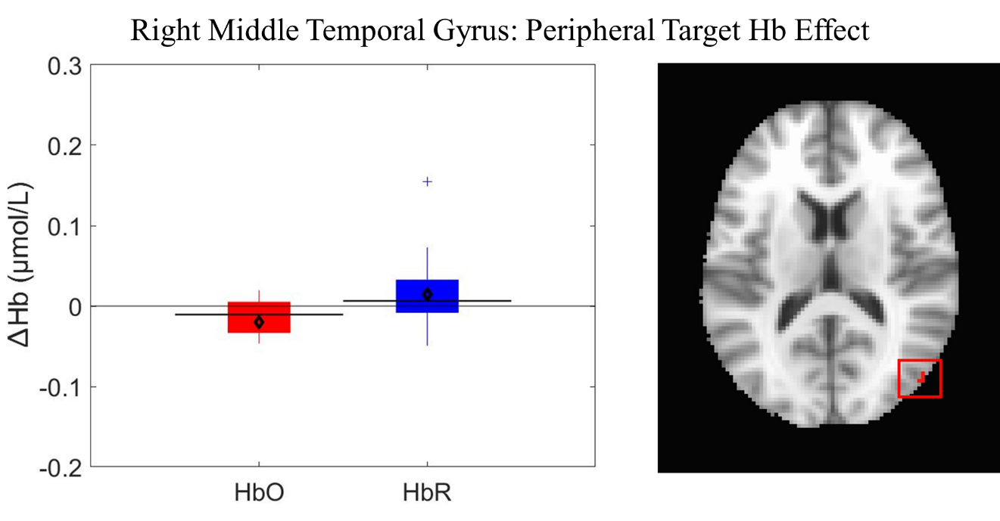 Right Middle Temporal Gyrus: Peripheral Target Hb Effect
0.3
0.2
0.1
0
-0.1
-0.2
ΔHb (μmol/L)
HbO
HbR